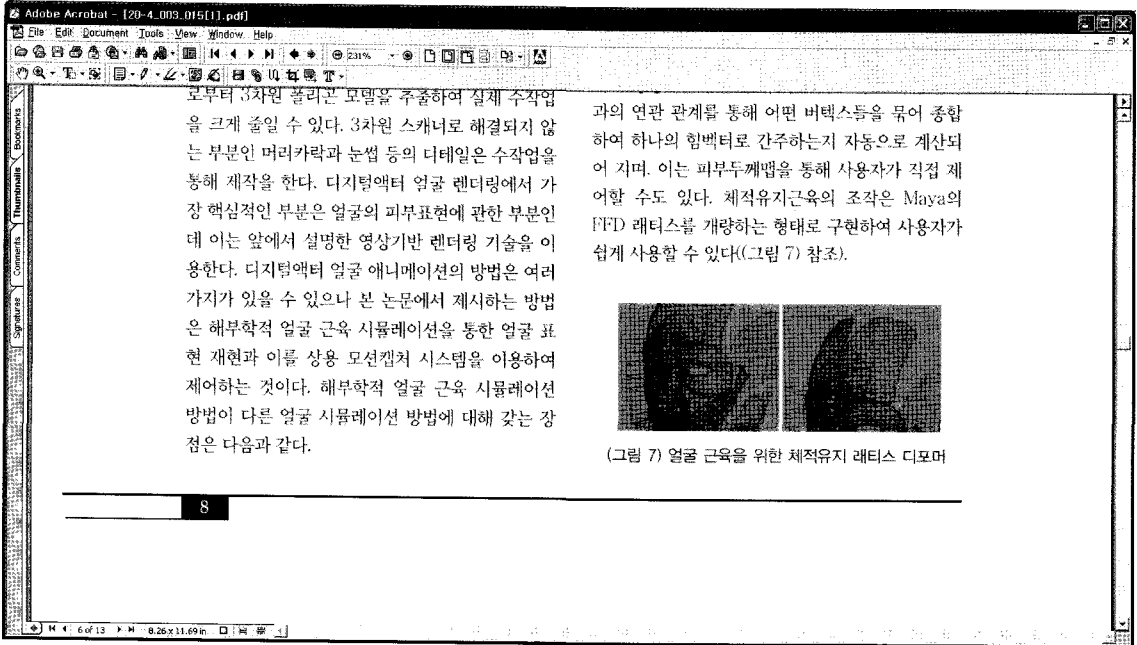 Adobe Acrobat - [20-4_003_015[1].pdf]
File Edit Document Tools View Window Help
231%
Bookmarks
Thumbnails
Comments
Signatures
로부터 3차원 폴리곤 모델을 추출하여 실제 수작업
을 크게 줄일 수 있다. 3차원 스캐너로 해결되지 않
는 부분인 머리카락과 눈썹 등의 디테일은 수작업을
통해 제작을 한다. 디지털액터 얼굴 렌더링에서 가
장 핵심적인 부분은 얼굴의 피부표현에 관한 부분인
데 이는 앞에서 설명한 영상기반 렌더링 기술을 이
용한다. 디지털액터 얼굴 애니메이션의 방법은 여러
가지가 있을 수 있으나 본 논문에서 제시하는 방법
은 해부학적 얼굴 근육 시뮬레이션을 통한 얼굴 표
현 재현과 이를 상용 모션캡처 시스템을 이용하여
제어하는 것이다. 해부학적 얼굴 근육 시뮬레이션
방법이 다른 얼굴 시뮬레이션 방법에 대해 갖는 장
점은 다음과 같다.
과의 연관 관계를 통해 어떤 버텍스들을 묶어 종합
하여 하나의 힘벡터로 간주하는지 자동으로 계산되
어 지며, 이는 피부두께맵을 통해 사용자가 직접 제
어할 수도 있다. 체적유지근육의 조작은 Maya의
FFD 래티스를 개량하는 형태로 구현하여 사용자가
쉽게 사용할 수 있다((그림 7) 참조).
(그림 7) 얼굴 근육을 위한 체적유지 래티스 디포머
8
6 of 13
8.26 x 11.69 in